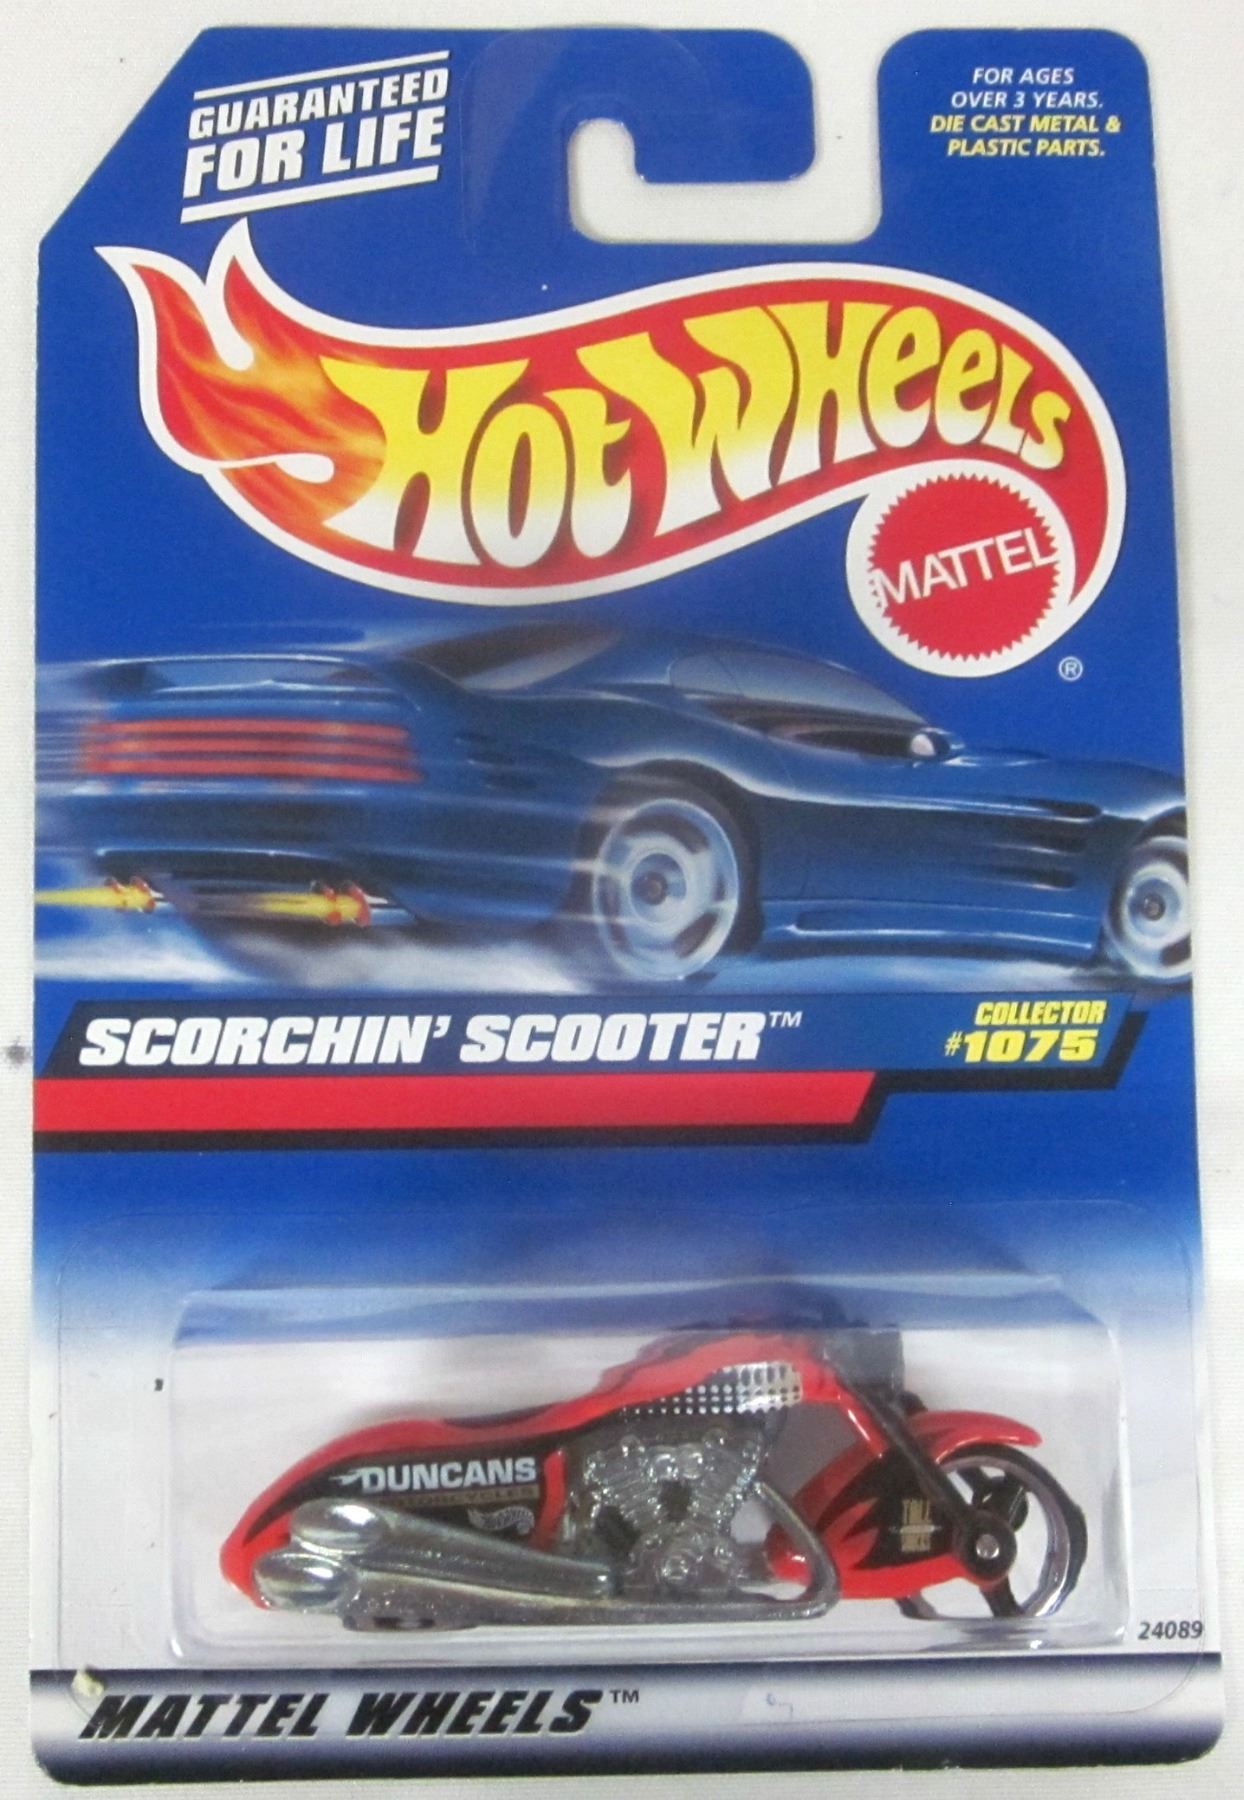 GUARANTEED
FOR LIFE
FOR AGES
OVER 3 YEARS.
DIE CAST METAL &
PLASTIC PARTS.
HOT WHEELS
MATTEL
®
SCORCHIN' SCOOTER™
COLLECTOR
#1075
DUNCANS
MOTORCYCLES
24089
MATTEL WHEELS™